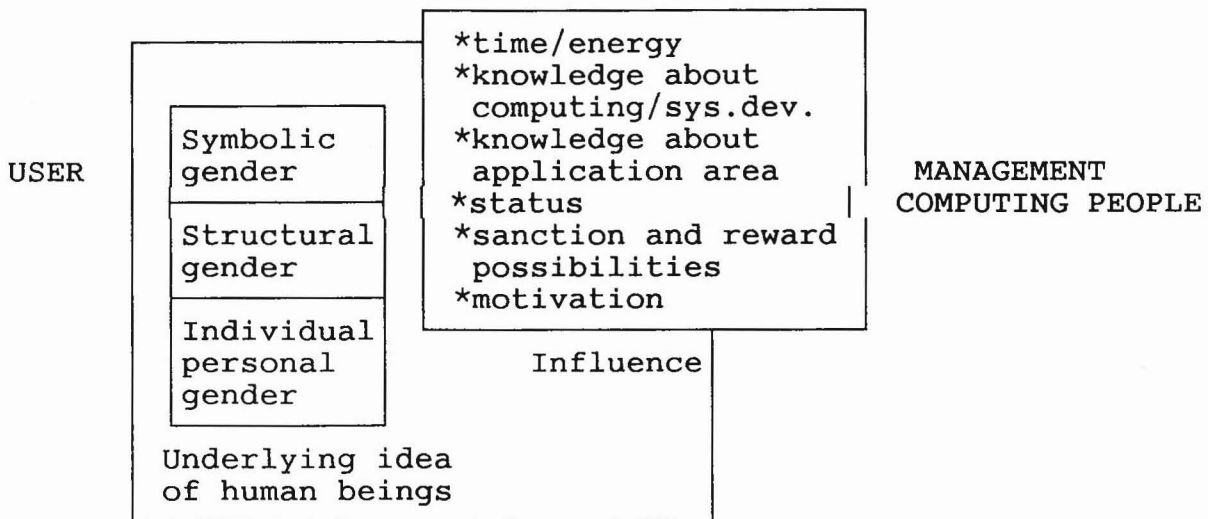 *time/energy
*knowledge about
computing/sys.dev.
*knowledge about
application area
*status
*sanction and reward
possibilities
*motivation
Symbolic
gender
Structural
gender
Individual
personal
gender
USER
MANAGEMENT
COMPUTING PEOPLE
Influence
Underlying idea
of human beings